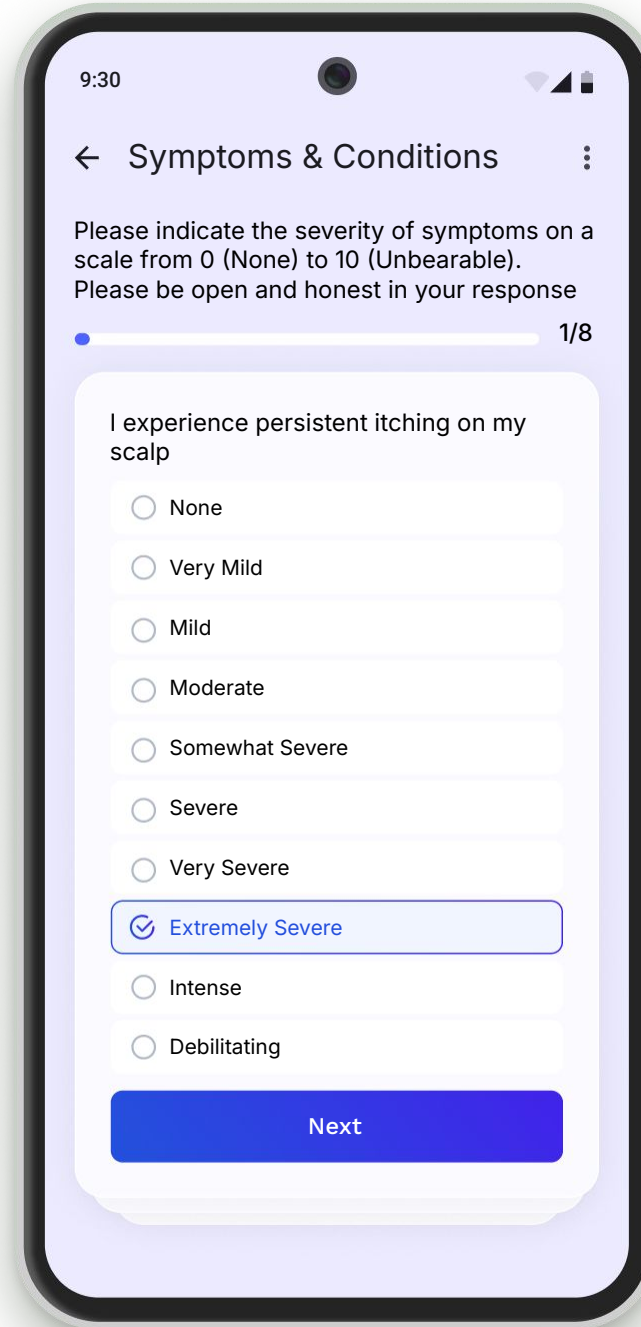 9:30
Symptoms & Conditions
Please indicate the severity of symptoms on a
scale from 0 (None) to 10 (Unbearable).
Please be open and honest in your response
1/8
I experience persistent itching on my
scalp
None
Very Mild
Mild
Moderate
Somewhat Severe
Severe
Very Severe
Extremely Severe
Intense
Debilitating
Next